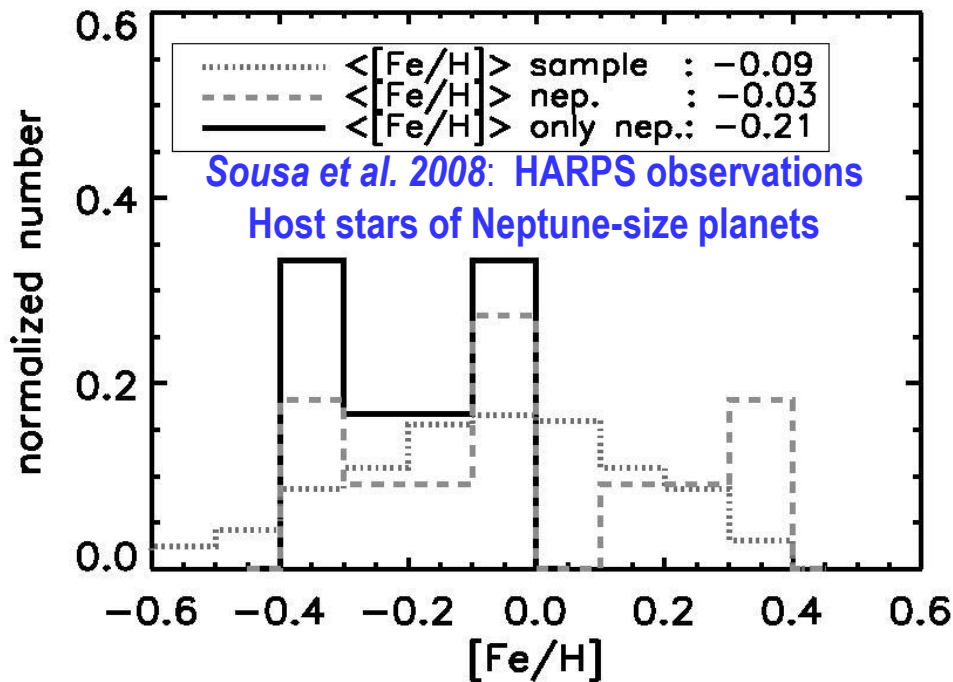 0.6
<[Fe/H]> sample : -0.09
<[Fe/H]> nep. : -0.03
<[Fe/H]> only nep.: -0.21
Sousa et al. 2008: HARPS observations
Host stars of Neptune-size planets
0.4
0.2
0.0
normalized number
-0.6 -0.4 -0.2 0.0 0.2 0.4 0.6
[Fe/H]